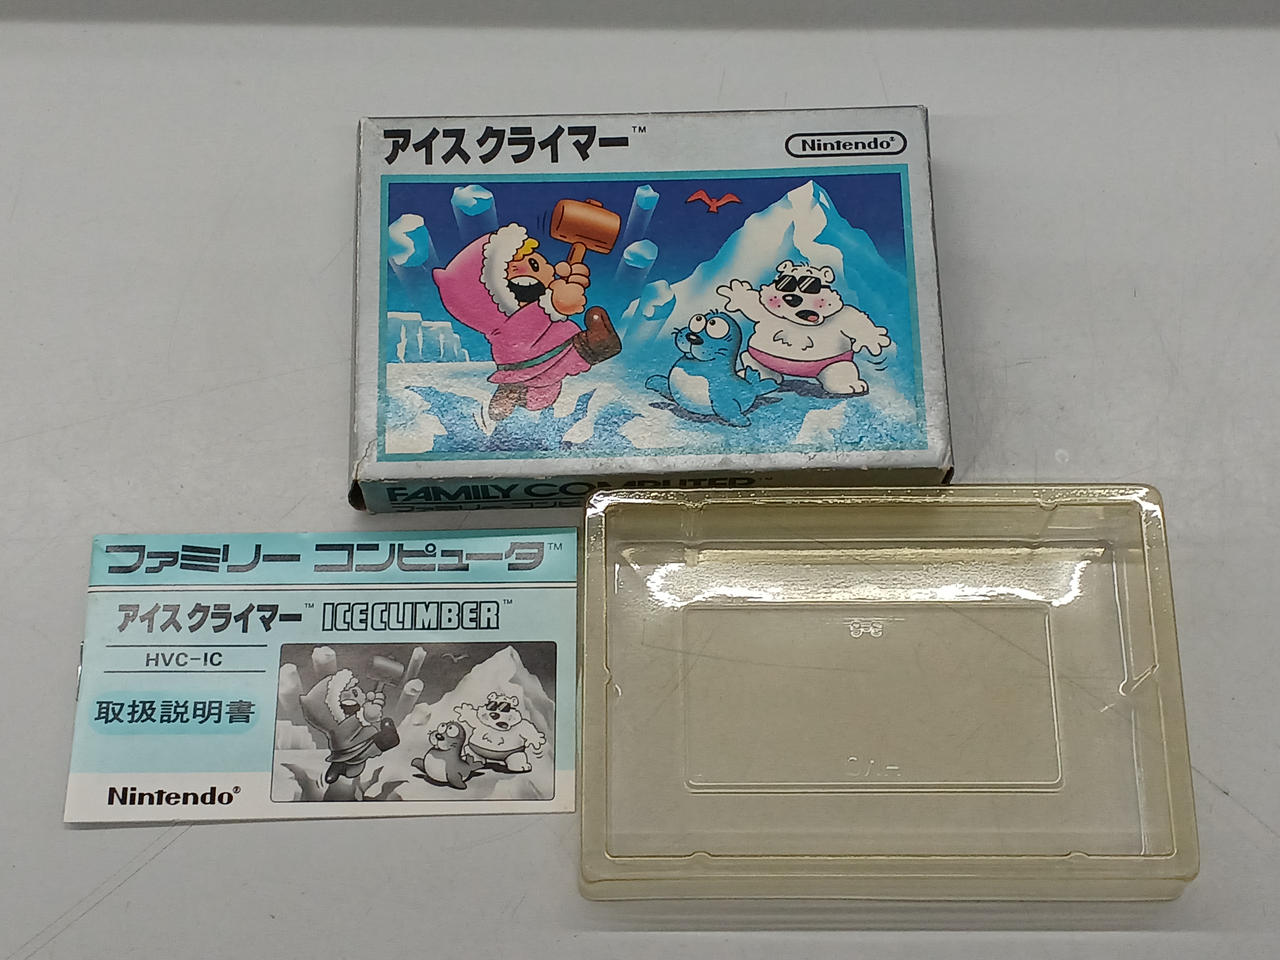 アイスクライマー™
Nintendo®
FAMILY COMPUTER™
ファミリー コンピュータ™
アイスクライマー™ ICE CLIMBER™
HVC-IC
取扱説明書
Nintendo®